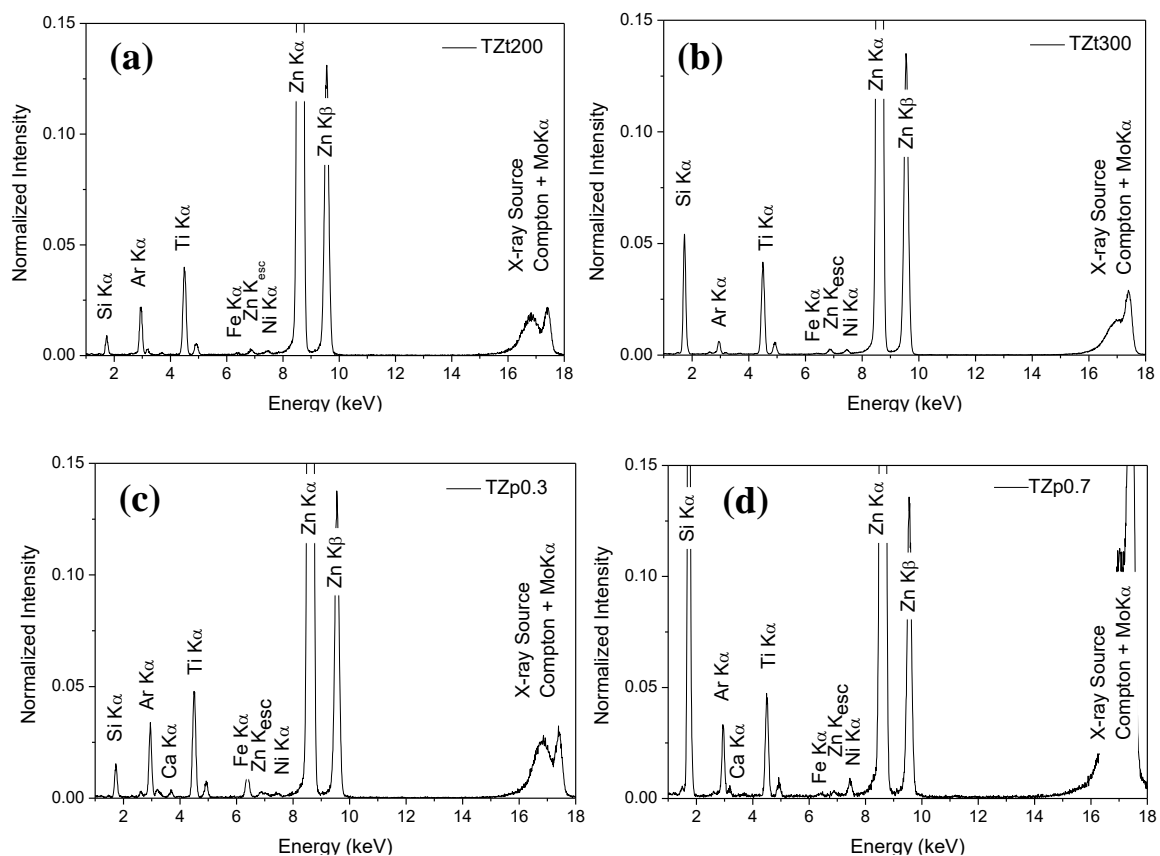 (a)
TZt200
0.15
0.10
0.05
0.00
Normalized Intensity
Si Kα
Ar Kα
Ti Kα
Fe Kα
Zn Kesc
Ni Kα
Zn Kα
Zn Kβ
X-ray Source
Compton + MoKα
2 4 6 8 10 12 14 16 18
Energy (keV)
(b)
TZt300
0.15
0.10
0.05
0.00
Normalized Intensity
Si Kα
Ar Kα
Ti Kα
Fe Kα
Zn Kesc
Ni Kα
Zn Kα
Zn Kβ
X-ray Source
Compton + MoKα
2 4 6 8 10 12 14 16 18
Energy (keV)
(c)
TZp0.3
0.15
0.10
0.05
0.00
Normalized Intensity
Si Kα
Ar Kα
Ca Kα
Ti Kα
Fe Kα
Zn Kesc
Ni Kα
Zn Kα
Zn Kβ
X-ray Source
Compton + MoKα
2 4 6 8 10 12 14 16 18
Energy (keV)
(d)
TZp0.7
0.15
0.10
0.05
0.00
Normalized Intensity
Si Kα
Ar Kα
Ca Kα
Ti Kα
Fe Kα
Zn Kesc
Ni Kα
Zn Kα
Zn Kβ
X-ray Source
Compton + MoKα
2 4 6 8 10 12 14 16 18
Energy (keV)